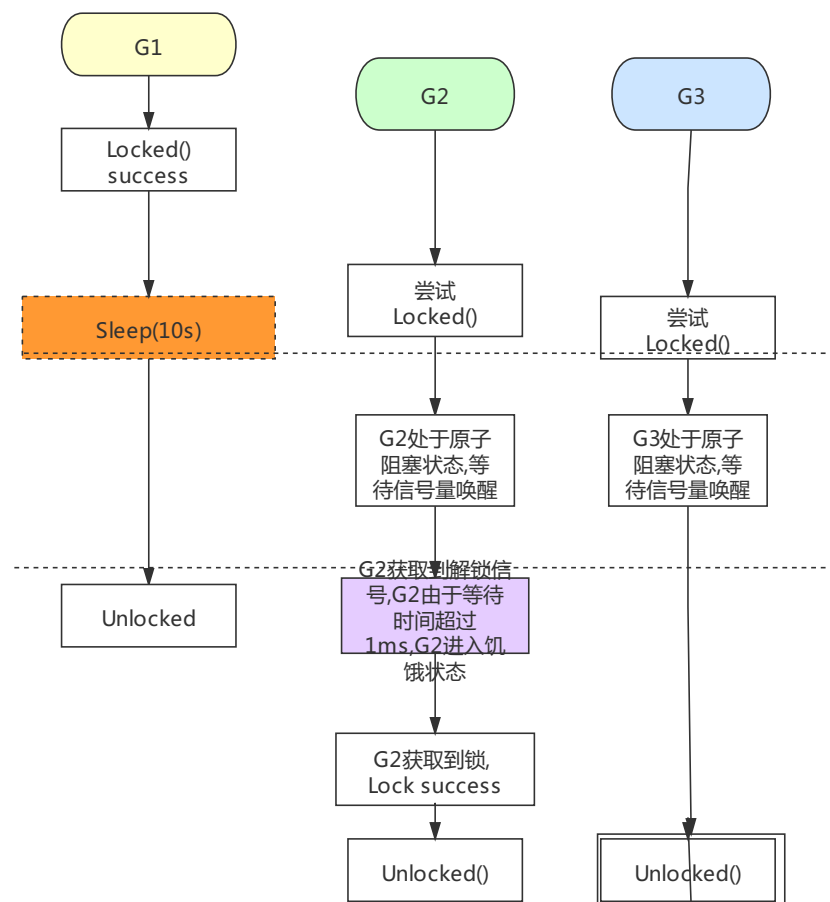 G1
Locked()
success
Sleep(10s)
Unlocked
G2
尝试
Locked()
G2处于原子
阻塞状态,等
待信号量唤醒
G2获取到解锁信
号,G2由于等待
时间超过
1ms,G2进入饥
饿状态
G2获取到锁,
Lock success
Unlocked()
G3
尝试
Locked()
G3处于原子
阻塞状态,等
待信号量唤醒
Unlocked()